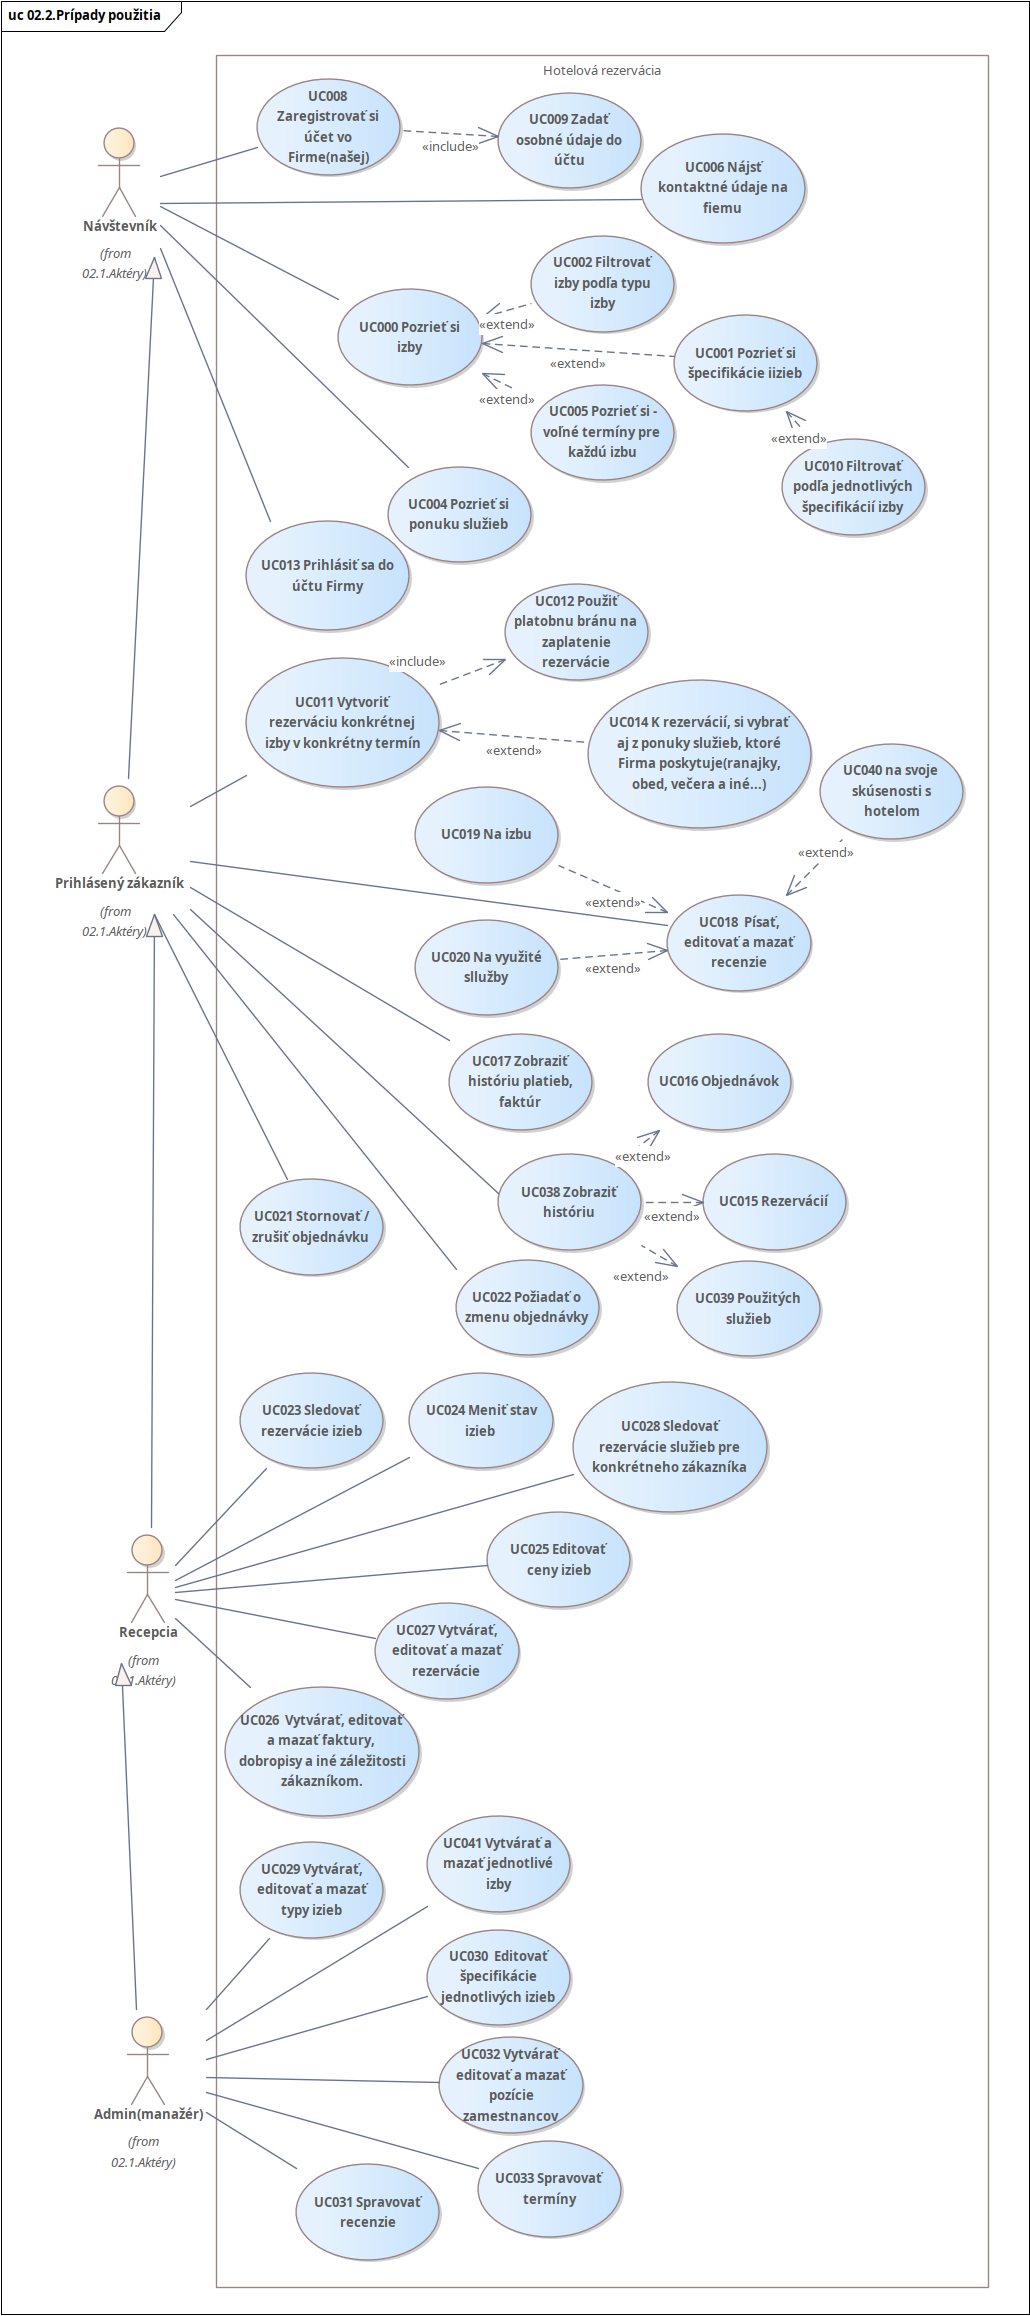 uc 02.2.Prípady použitia
Hotelová rezervácia
UC008
Zaregistrovať si
účet vo
Firme(našej)
«include»
UC009 Zadať
osobné údaje do
účtu
UC006 Nájsť
kontaktné údaje na
fiemu
Návštevník
(from
02.1.Aktéry)
UC002 Filtrovať
izby podľa typu
izby
UC000 Pozrieť si
izby
«extend»
UC001 Pozrieť si
špecifikácie iizieb
«extend»
«extend»
UC005 Pozrieť si -
voľné termíny pre
každú izbu
«extend»
UC010 Filtrovať
podľa jednotlivých
špecifikácií izby
UC004 Pozrieť si
ponuku služieb
UC013 Prihlásiť sa do
účtu Firmy
UC012 Použiť
platobnu bránu na
zaplatenie
rezervácie
«include»
UC011 Vytvoriť
rezerváciu konkrétnej
izby v konkrétny termín
«extend»
UC014 K rezervácií, si vybrať
aj z ponuky služieb, ktoré
Firma poskytuje(ranajky,
obed, večera a iné...)
UC040 na svoje
skúsenosti s
hotelom
«extend»
UC019 Na izbu
Prihlásený zákazník
(from
02.1.Aktéry)
«extend»
UC018  Písať,
editovať a mazať
recenzie
UC020 Na využité
sllužby
«extend»
UC017 Zobraziť
históriu platieb,
faktúr
UC016 Objednávok
«extend»
UC038 Zobraziť
históriu
UC015 Rezervácií
«extend»
UC021 Stornovať /
zrušiť objednávku
«extend»
UC022 Požiadať o
zmenu objednávky
UC039 Použitých
služieb
UC023 Sledovať
rezervácie izieb
UC024 Meniť stav
izieb
UC028 Sledovať
rezervácie služieb pre
konkrétneho zákazníka
UC025 Editovať
ceny izieb
Recepcia
(from
02.1.Aktéry)
UC027 Vytvárať,
editovať a mazať
rezervácie
UC026  Vytvárať, editovať
a mazať faktury,
dobropisy a iné záležitosti
zákazníkom.
UC041 Vytvárať a
mazať jednotlivé
izby
UC029 Vytvárať,
editovať a mazať
typy izieb
UC030  Editovať
špecifikácie
jednotlivých izieb
UC032 Vytvárať
editovať a mazať
pozície
zamestnancov
Admin(manažér)
(from
02.1.Aktéry)
UC033 Spravovať
termíny
UC031 Spravovať
recenzie